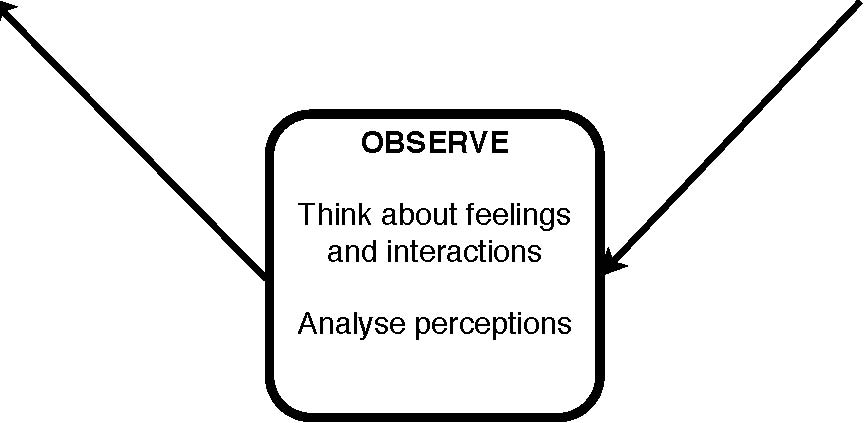 OBSERVE
Think about feelings
and interactions
Analyse perceptions